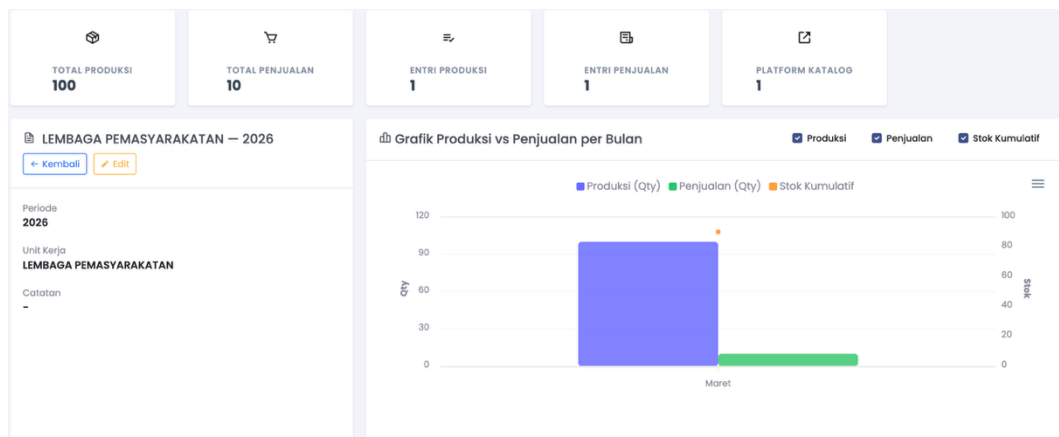 TOTAL PRODUKSI
100
TOTAL PENJUALAN
10
ENTRI PRODUKSI
1
ENTRI PENJUALAN
1
PLATFORM KATALOG
1
LEMBAGA PEMASYARAKATAN — 2026
← Kembali
Edit
Periode
2026
Unit Kerja
LEMBAGA PEMASYARAKATAN
Catatan
-
Grafik Produksi vs Penjualan per Bulan
Produksi
Penjualan
Stok Kumulatif
Produksi (Qty)
Penjualan (Qty)
Stok Kumulatif
120
90
60
30
0
Qty
100
80
60
40
20
0
Stok
Maret